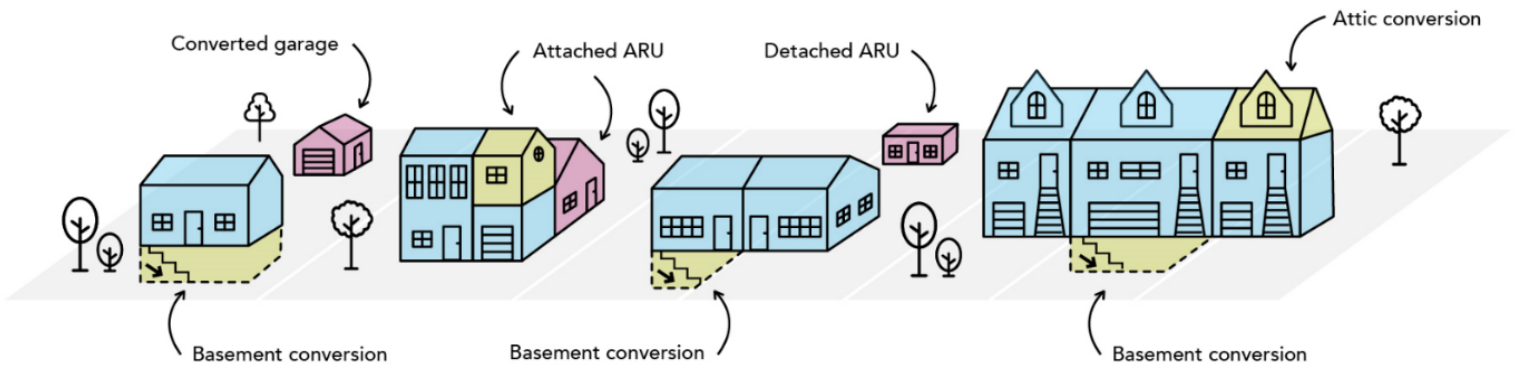 Attic conversion
Converted garage
Attached ARU
Detached ARU
Basement conversion
Basement conversion
Basement conversion